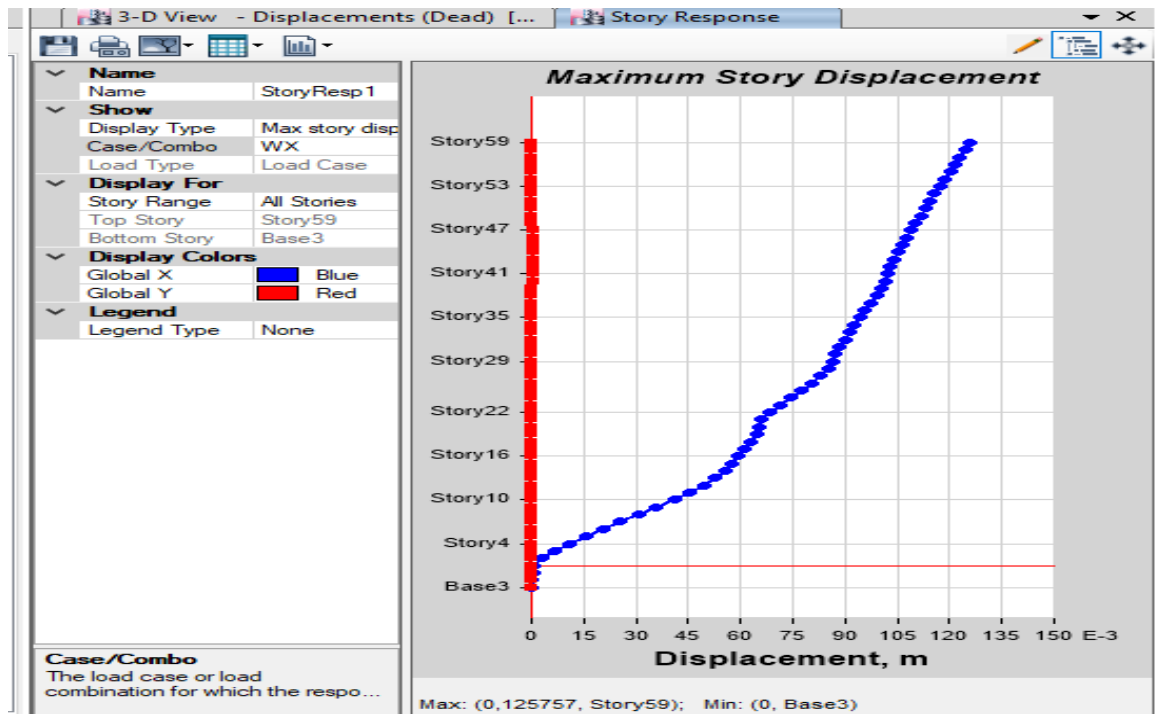 3-D View - Displacements (Dead) [...
Story Response
Name
Name StoryResp1
Show
Display Type Max story disp
Case/Combo WX
Load Type Load Case
Display For
Story Range All Stories
Top Story Story59
Bottom Story Base3
Display Colors
Global X Blue
Global Y Red
Legend
Legend Type None
Case/Combo
The load case or load
combination for which the respo...
Maximum Story Displacement
Story59
Story53
Story47
Story41
Story35
Story29
Story22
Story16
Story10
Story4
Base3
0 15 30 45 60 75 90 105 120 135 150 E-3
Displacement, m
Max: (0,125757, Story59); Min: (0, Base3)